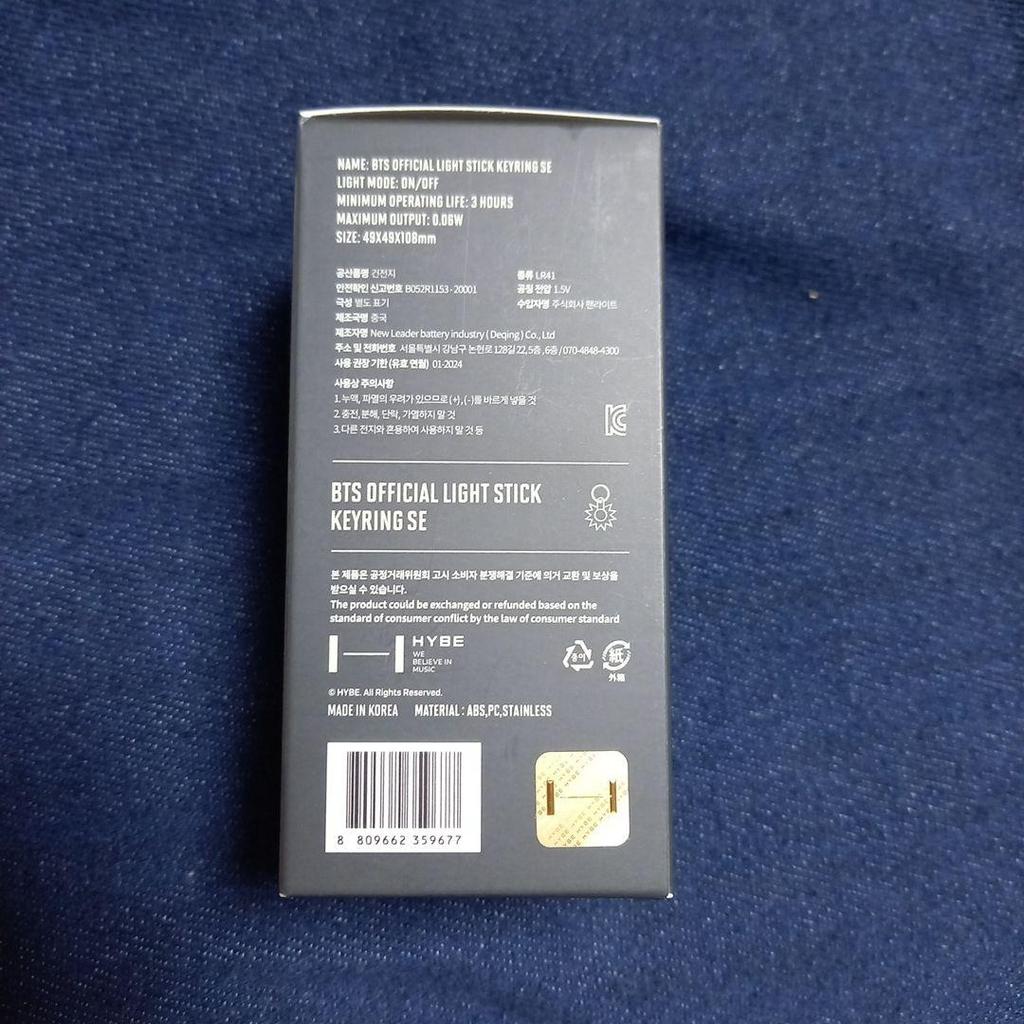 NAME: BTS OFFICIAL LIGHT STICK KEYRING SE
LIGHT MODE: ON/OFF
MINIMUM OPERATING LIFE: 3 HOURS
MAXIMUM OUTPUT: 0.06W
SIZE: 49X49X108mm
공산품명 건전지 종류 LR41
안전확인 신고번호 B052R1153-20001 공칭 전압 1.5V
극성 별도 표기 수입자명 주식회사 팬라이트
제조국명 중국
제조자명 New Leader battery industry ( Deqing ) Co., Ltd
주소 및 전화번호 서울특별시 강남구 논현로 128길 22, 5층, 6층 / 070-4848-4300
사용 권장 기한 (유효 연월) 01-2024
사용상 주의사항
1. 누액, 파열의 우려가 있으므로 (+), (-)를 바르게 넣을 것
2. 충전, 분해, 단락, 가열하지 말 것
3. 다른 전지와 혼용하여 사용하지 말 것 등
BTS OFFICIAL LIGHT STICK
KEYRING SE
본 제품은 공정거래위원회 고시 소비자 분쟁해결 기준에 의거 교환 및 보상을
받으실 수 있습니다.
The product could be exchanged or refunded based on the
standard of consumer conflict by the law of consumer standard
HYBE
WE
BELIEVE IN
MUSIC
종이
紙
外箱
© HYBE. All Rights Reserved.
MADE IN KOREA MATERIAL : ABS,PC,STAINLESS
8 809662 359677